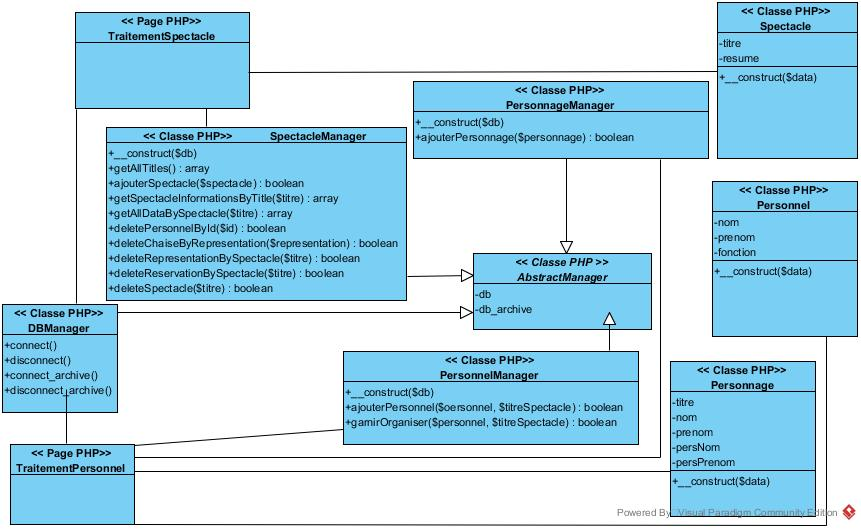 << Page PHP>>
TraitementSpectacle
<< Classe PHP>>
Spectacle
-titre
-resume
+__construct($data)
<< Classe PHP>>
PersonnageManager
+__construct($db)
+ajouterPersonnage($personnage) : boolean
<< Classe PHP>> SpectacleManager
+__construct($db)
+getAllTitles() : array
+ajouterSpectacle($spectacle) : boolean
+getSpectacleInformationsByTitle($titre) : array
+getAllDataBySpectacle($titre) : array
+deletePersonnelById($id) : boolean
+deleteChaiseByRepresentation($representation) : boolean
+deleteRepresentationBySpectacle($titre) : boolean
+deleteReservationBySpectacle($titre) : boolean
+deleteSpectacle($titre) : boolean
<< Classe PHP>>
Personnel
-nom
-prenom
-fonction
+__construct($data)
<< Classe PHP >>
AbstractManager
-db
-db_archive
<< Classe PHP>>
DBManager
+connect()
+disconnect()
+connect_archive()
+disconnect_archive()
<< Classe PHP>>
PersonnelManager
+__construct($db)
+ajouterPersonnel($oersonnel, $titreSpectacle) : boolean
+garnirOrganiser($personnel, $titreSpectacle) : boolean
<< Classe PHP>>
Personnage
-titre
-nom
-prenom
-persNom
-persPrenom
+__construct($data)
<< Page PHP>>
TraitementPersonnel
Powered By Visual Paradigm Community Edition